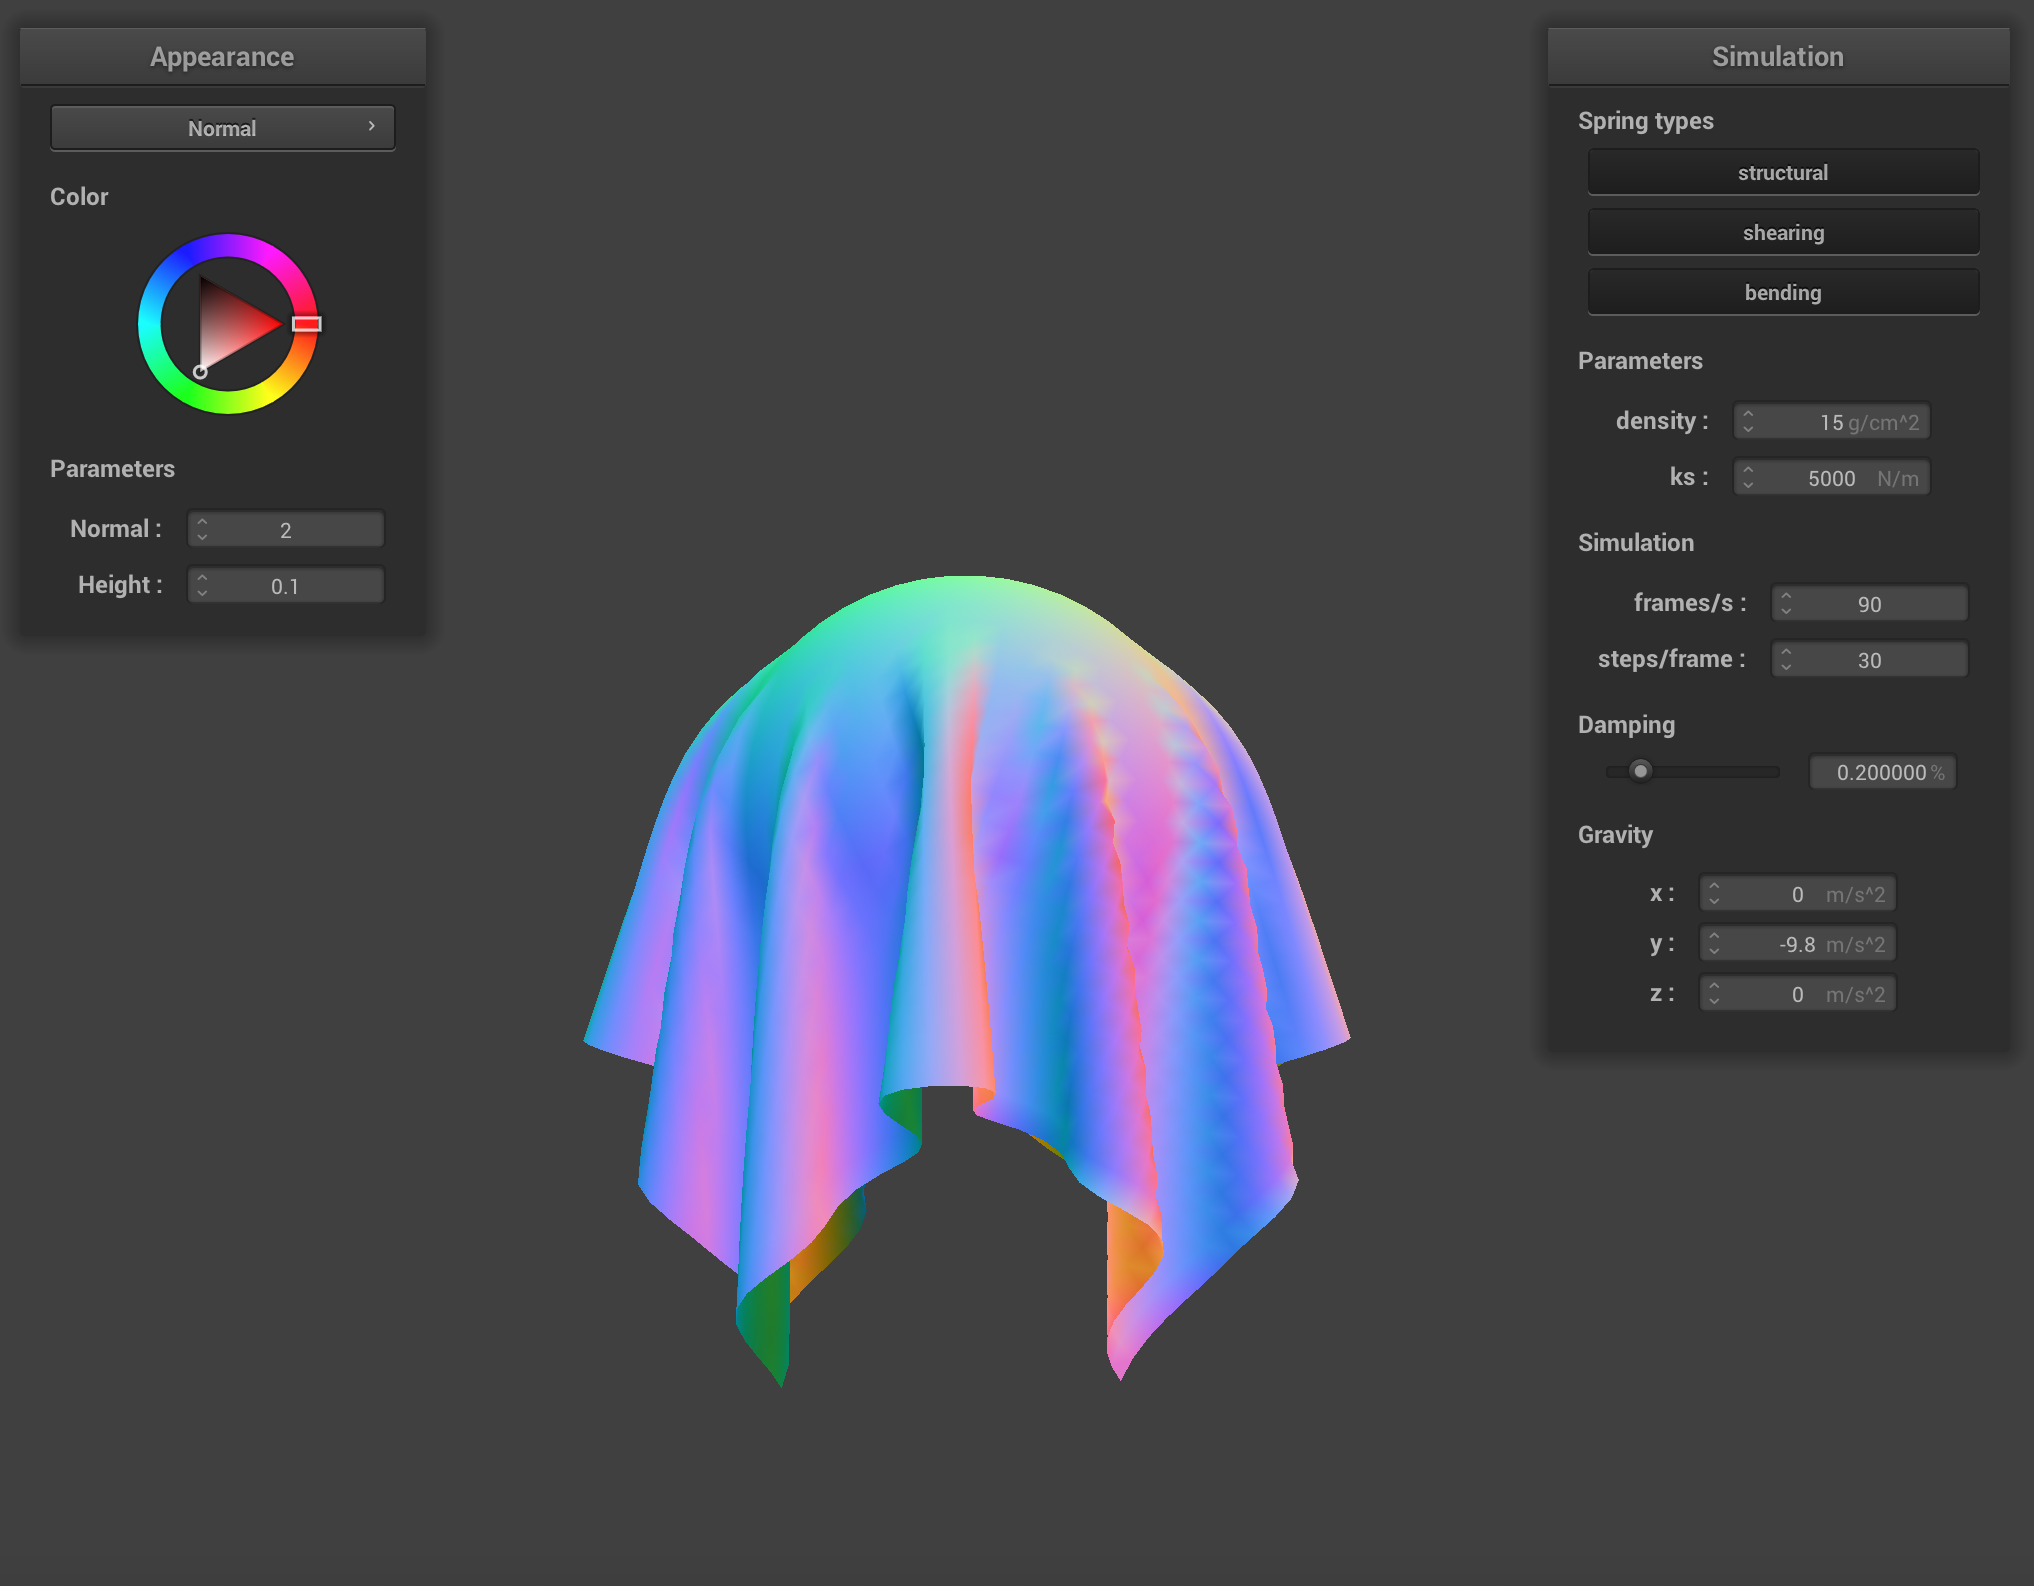 Appearance
Normal
Color
Parameters
Normal : 2
Height : 0.1
Simulation
Spring types
structural
shearing
bending
Parameters
density : 15 g/cm^2
ks : 5000 N/m
Simulation
frames/s : 90
steps/frame : 30
Damping
0.200000 %
Gravity
x : 0 m/s^2
y : -9.8 m/s^2
z : 0 m/s^2